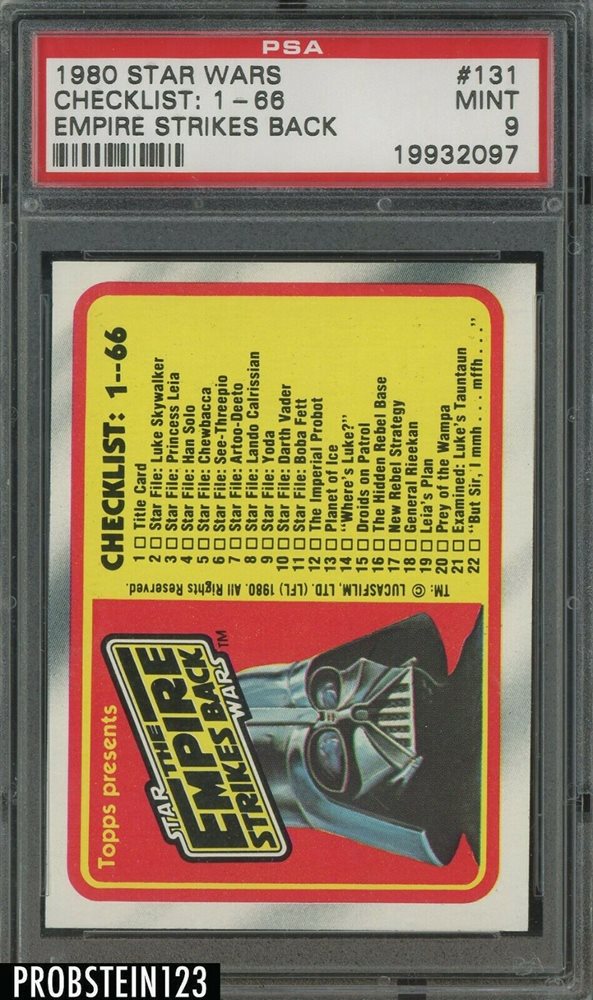 PSA
1980 STAR WARS #131
CHECKLIST: 1 - 66 MINT
EMPIRE STRIKES BACK 9
19932097
Topps presents
STAR THE
EMPIRE
STRIKES BACK
WARS TM
CHECKLIST: 1--66
1 □ Title Card
2 □ Star File: Luke Skywalker
3 □ Star File: Princess Leia
4 □ Star File: Han Solo
5 □ Star File: Chewbacca
6 □ Star File: See-Threepio
7 □ Star File: Artoo-Deeto
8 □ Star File: Lando Calrissian
9 □ Star File: Yoda
10 □ Star File: Darth Vader
11 □ Star File: Boba Fett
12 □ The Imperial Probot
13 □ Planet of Ice
14 □ "Where's Luke?"
15 □ Droids on Patrol
16 □ The Hidden Rebel Base
17 □ New Rebel Strategy
18 □ General Rieekan
19 □ Leia's Plan
20 □ Prey of the Wampa
21 □ Examined: Luke's Tauntaun
22 □ "But Sir, I mmh . . . mffh . . ."
TM: © LUCASFILM, LTD. (LFL) 1980. All Rights Reserved.
PROBSTEIN123